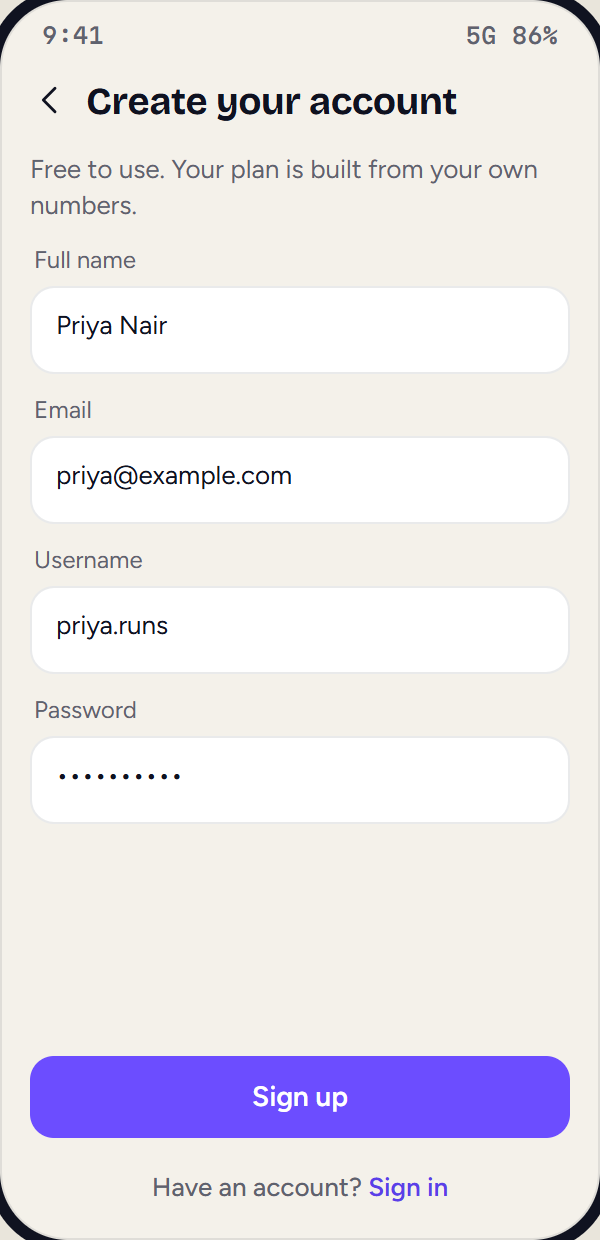 9:41 5G 86%
Create your account
Free to use. Your plan is built from your own
numbers.
Full name
Priya Nair
Email
priya@example.com
Username
priya.runs
Password
••••••••••
Sign up
Have an account? Sign in